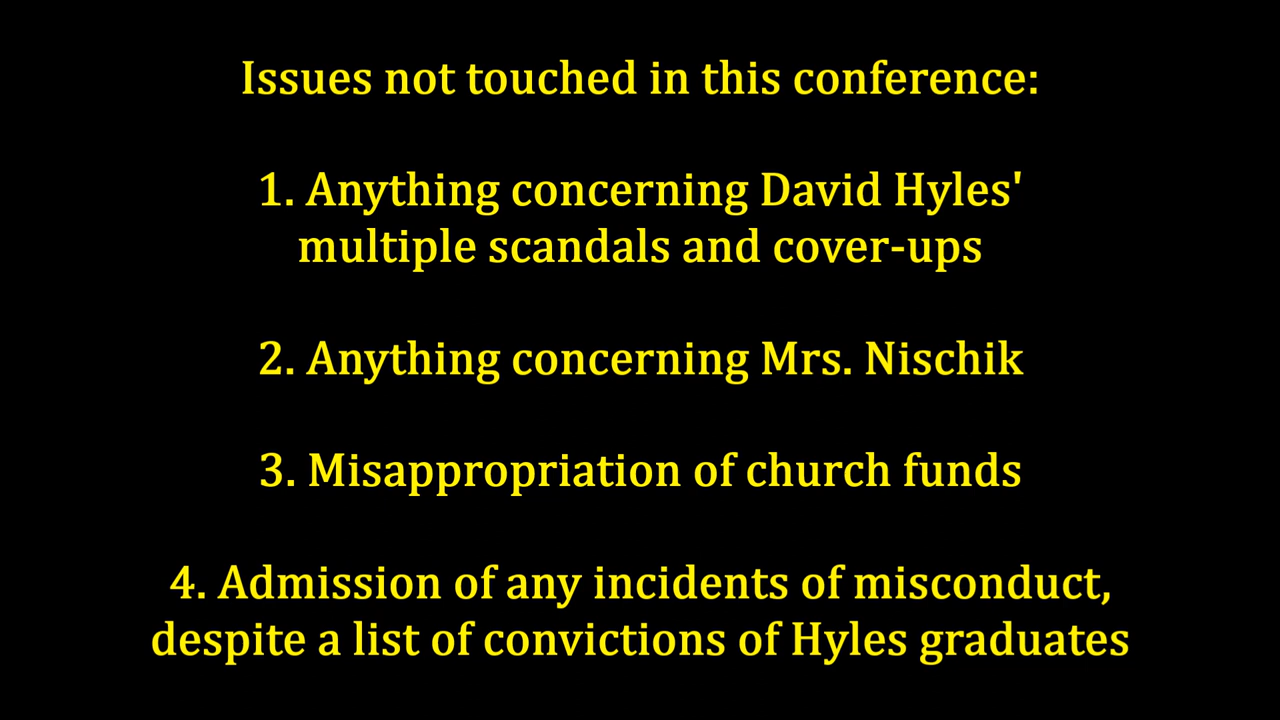 Issues not touched in this conference:
1. Anything concerning David Hyles'
multiple scandals and cover-ups
2. Anything concerning Mrs. Nischik
3. Misappropriation of church funds
4. Admission of any incidents of misconduct,
despite a list of convictions of Hyles graduates